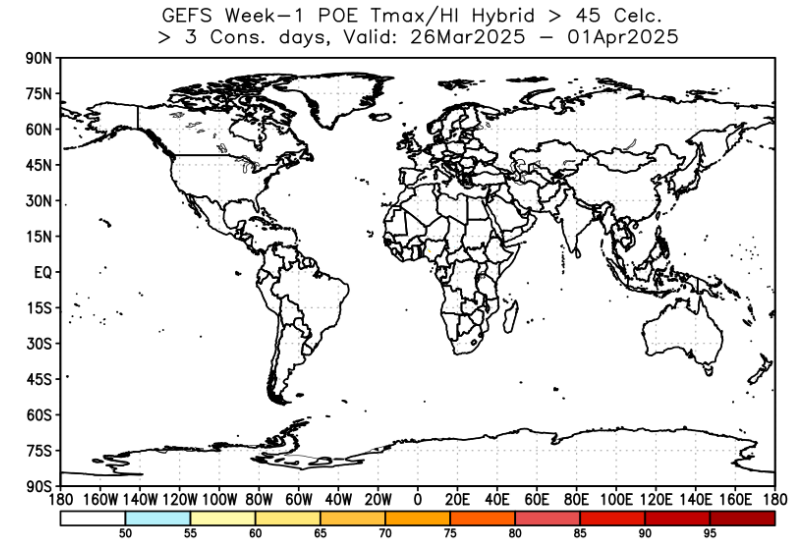 GEFS Week-1 POE Tmax/HI Hybrid > 45 Celc.
> 3 Cons. days, Valid: 26Mar2025 - 01Apr2025
90N
75N
60N
45N
30N
15N
EQ
15S
30S
45S
60S
75S
90S
180 160W 140W 120W 100W 80W 60W 40W 20W 0 20E 40E 60E 80E 100E 120E 140E 160E 180
50 55 60 65 70 75 80 85 90 95